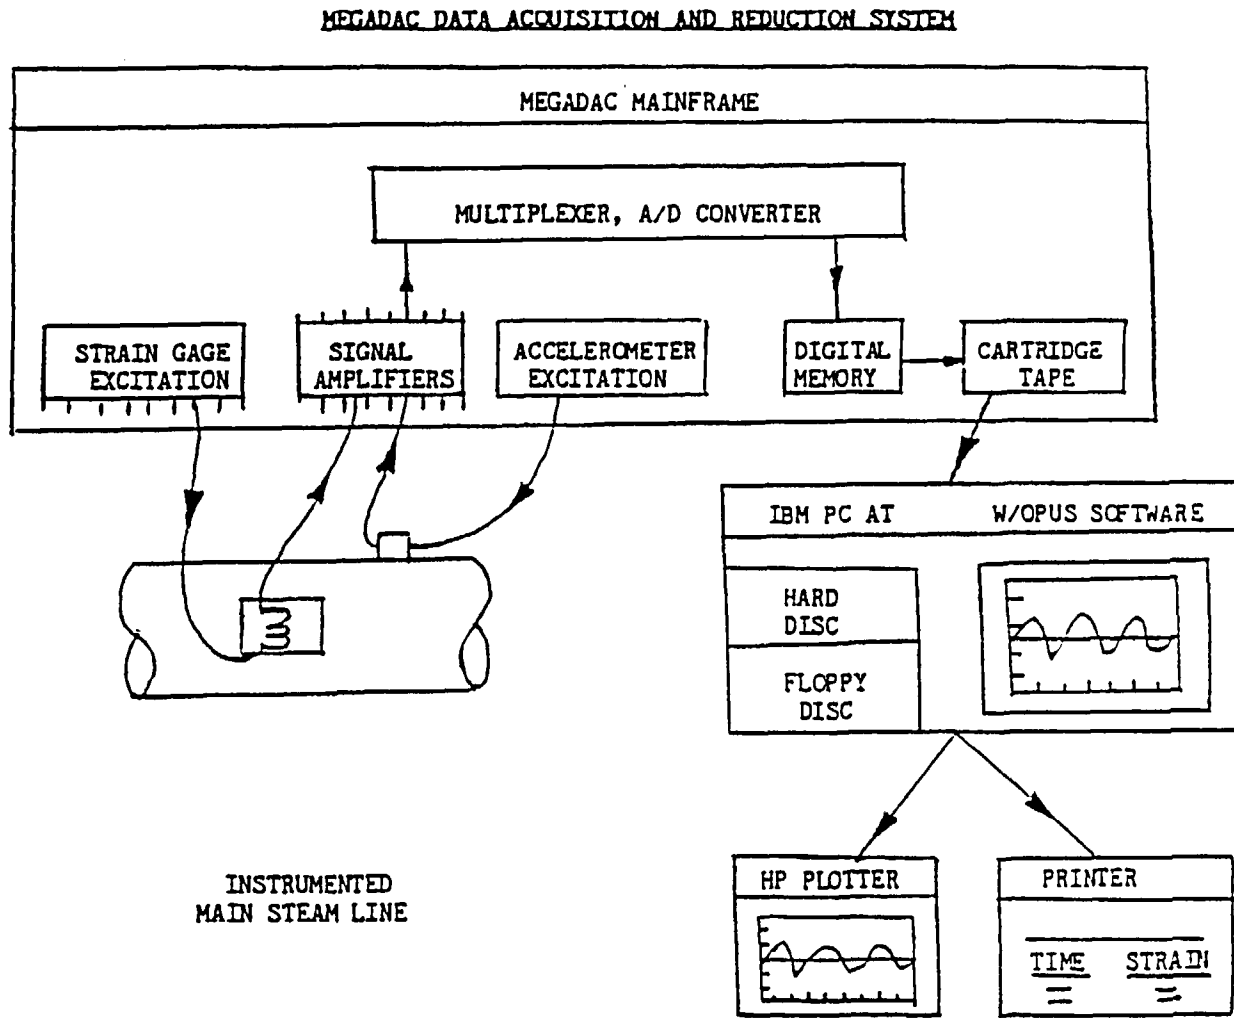 MEGADAC DATA ACQUISITION AND REDUCTION SYSTEM
MEGADAC MAINFRAME
MULTIPLEXER, A/D CONVERTER
STRAIN GAGE
EXCITATION
SIGNAL
AMPLIFIERS
ACCELEROMETER
EXCITATION
DIGITAL
MEMORY
CARTRIDGE
TAPE
IBM PC AT
W/OPUS SOFTWARE
HARD
DISC
FLOPPY
DISC
INSTRUMENTED
MAIN STEAM LINE
HP PLOTTER
PRINTER
TIME STRAIN